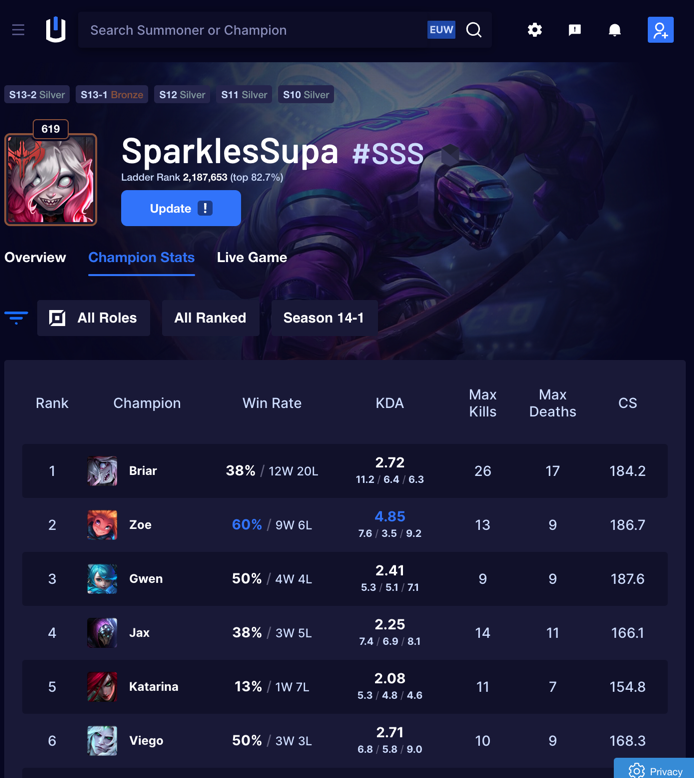 Search Summoner or Champion EUW
S13-2 Silver S13-1 Bronze S12 Silver S11 Silver S10 Silver
619
SparklesSupa #SSS
Ladder Rank 2,187,653 (top 82.7%)
Update !
Overview Champion Stats Live Game
All Roles All Ranked Season 14-1
Rank Champion Win Rate KDA Max Kills Max Deaths CS
1 Briar 38% / 12W 20L 2.72 26 17 184.2
11.2 / 6.4 / 6.3
2 Zoe 60% / 9W 6L 4.85 13 9 186.7
7.6 / 3.5 / 9.2
3 Gwen 50% / 4W 4L 2.41 9 9 187.6
5.3 / 5.1 / 7.1
4 Jax 38% / 3W 5L 2.25 14 11 166.1
7.4 / 6.9 / 8.1
5 Katarina 13% / 1W 7L 2.08 11 7 154.8
5.3 / 4.8 / 4.6
6 Viego 50% / 3W 3L 2.71 10 9 168.3
6.8 / 5.8 / 9.0
Privacy